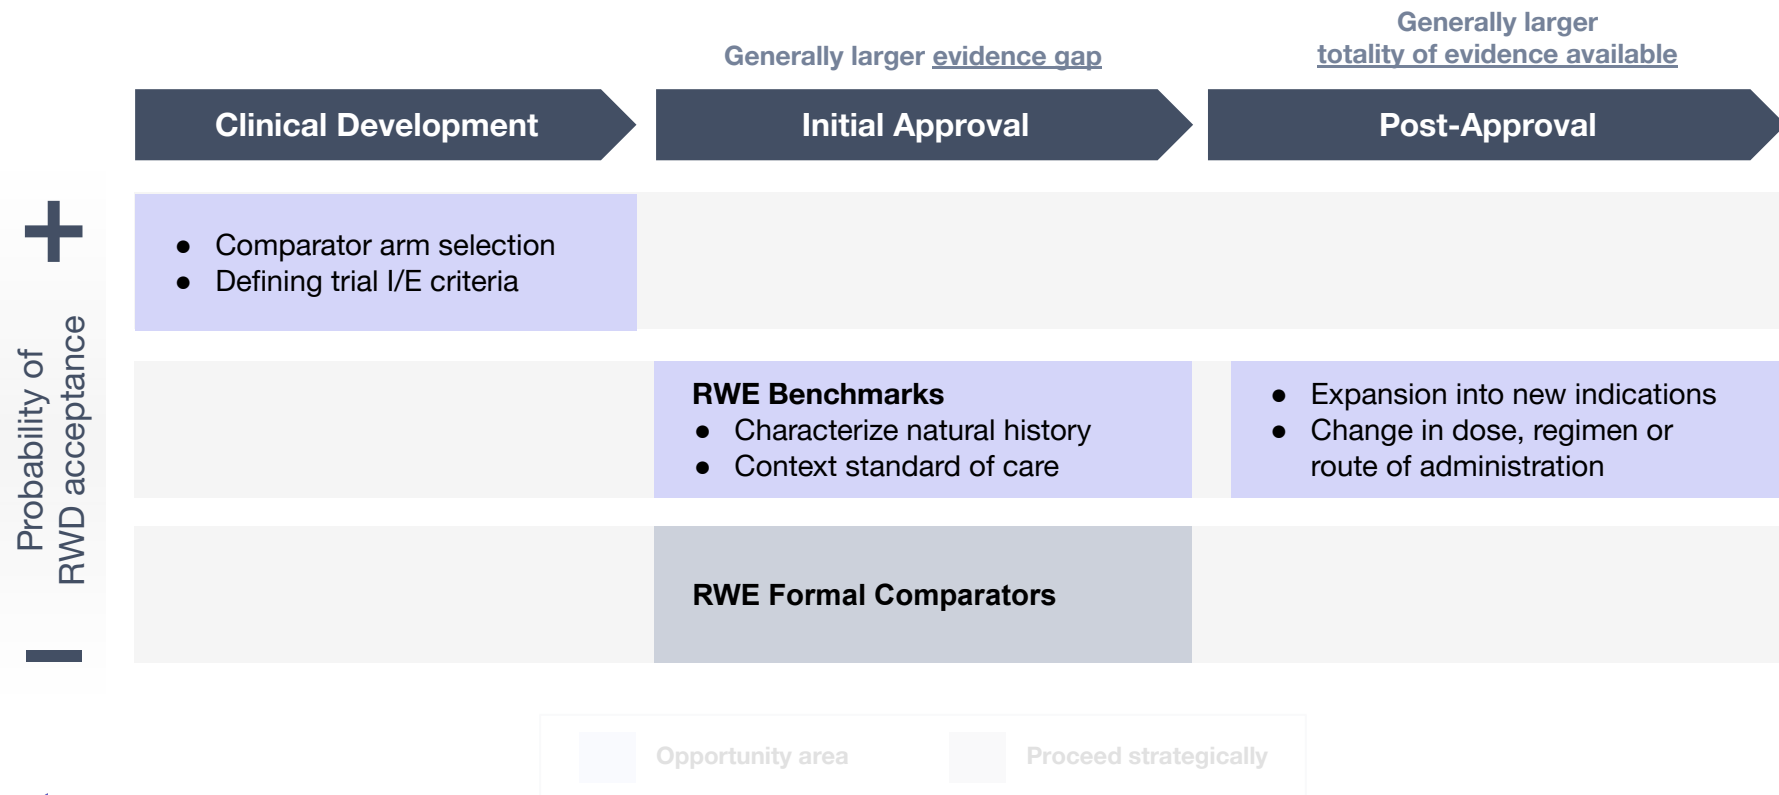 Generally larger evidence gap
Generally larger
totality of evidence available
Clinical Development
Initial Approval
Post-Approval
+
Probability of
RWD acceptance
–
● Comparator arm selection
● Defining trial I/E criteria
RWE Benchmarks
● Characterize natural history
● Context standard of care
● Expansion into new indications
● Change in dose, regimen or
route of administration
RWE Formal Comparators
Opportunity area
Proceed strategically